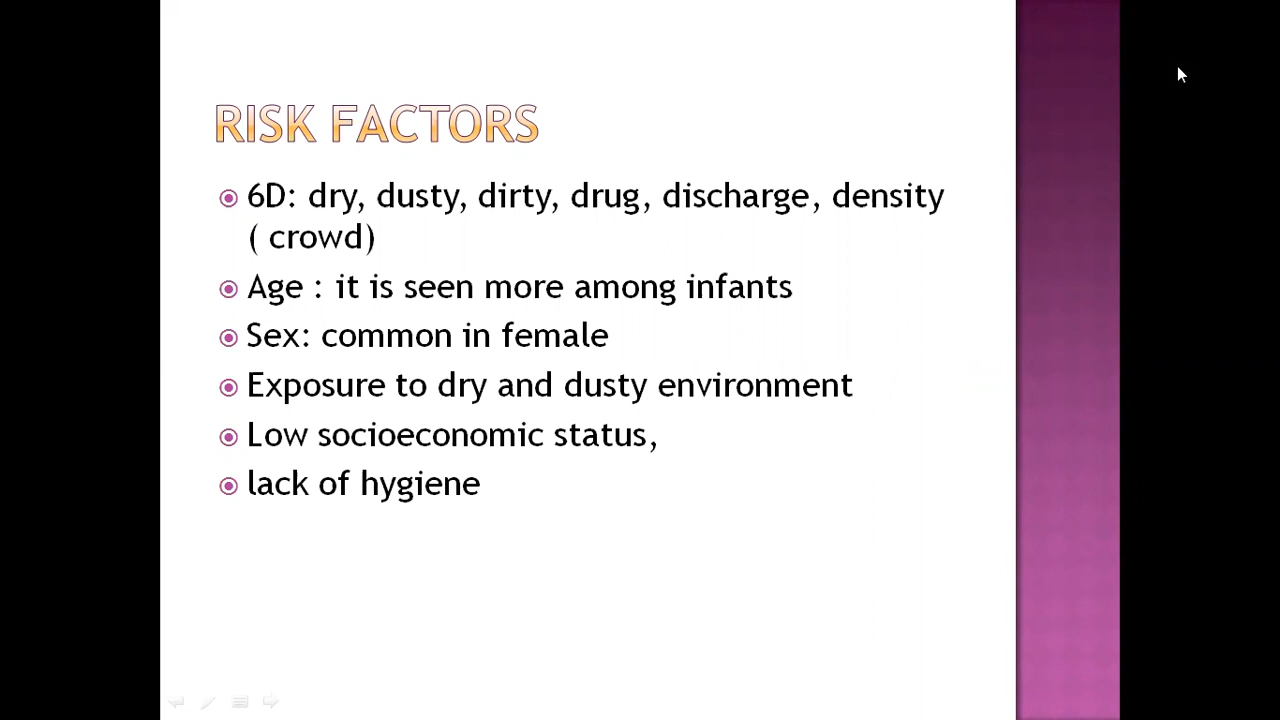 RISK FACTORS
6D: dry, dusty, dirty, drug, discharge, density
( crowd)
Age : it is seen more among infants
Sex: common in female
Exposure to dry and dusty environment
Low socioeconomic status,
lack of hygiene